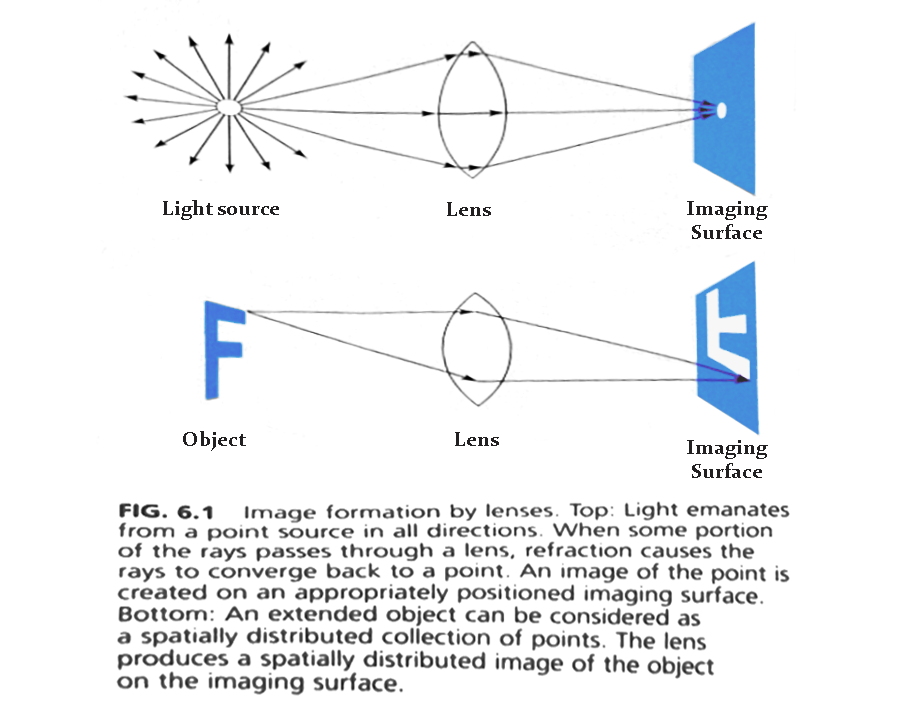 Light source
Lens
Imaging
Surface
F
Object
Lens
Imaging
Surface
FIG. 6.1 Image formation by lenses. Top: Light emanates
from a point source in all directions. When some portion
of the rays passes through a lens, refraction causes the
rays to converge back to a point. An image of the point is
created on an appropriately positioned imaging surface.
Bottom: An extended object can be considered as
a spatially distributed collection of points. The lens
produces a spatially distributed image of the object
on the imaging surface.